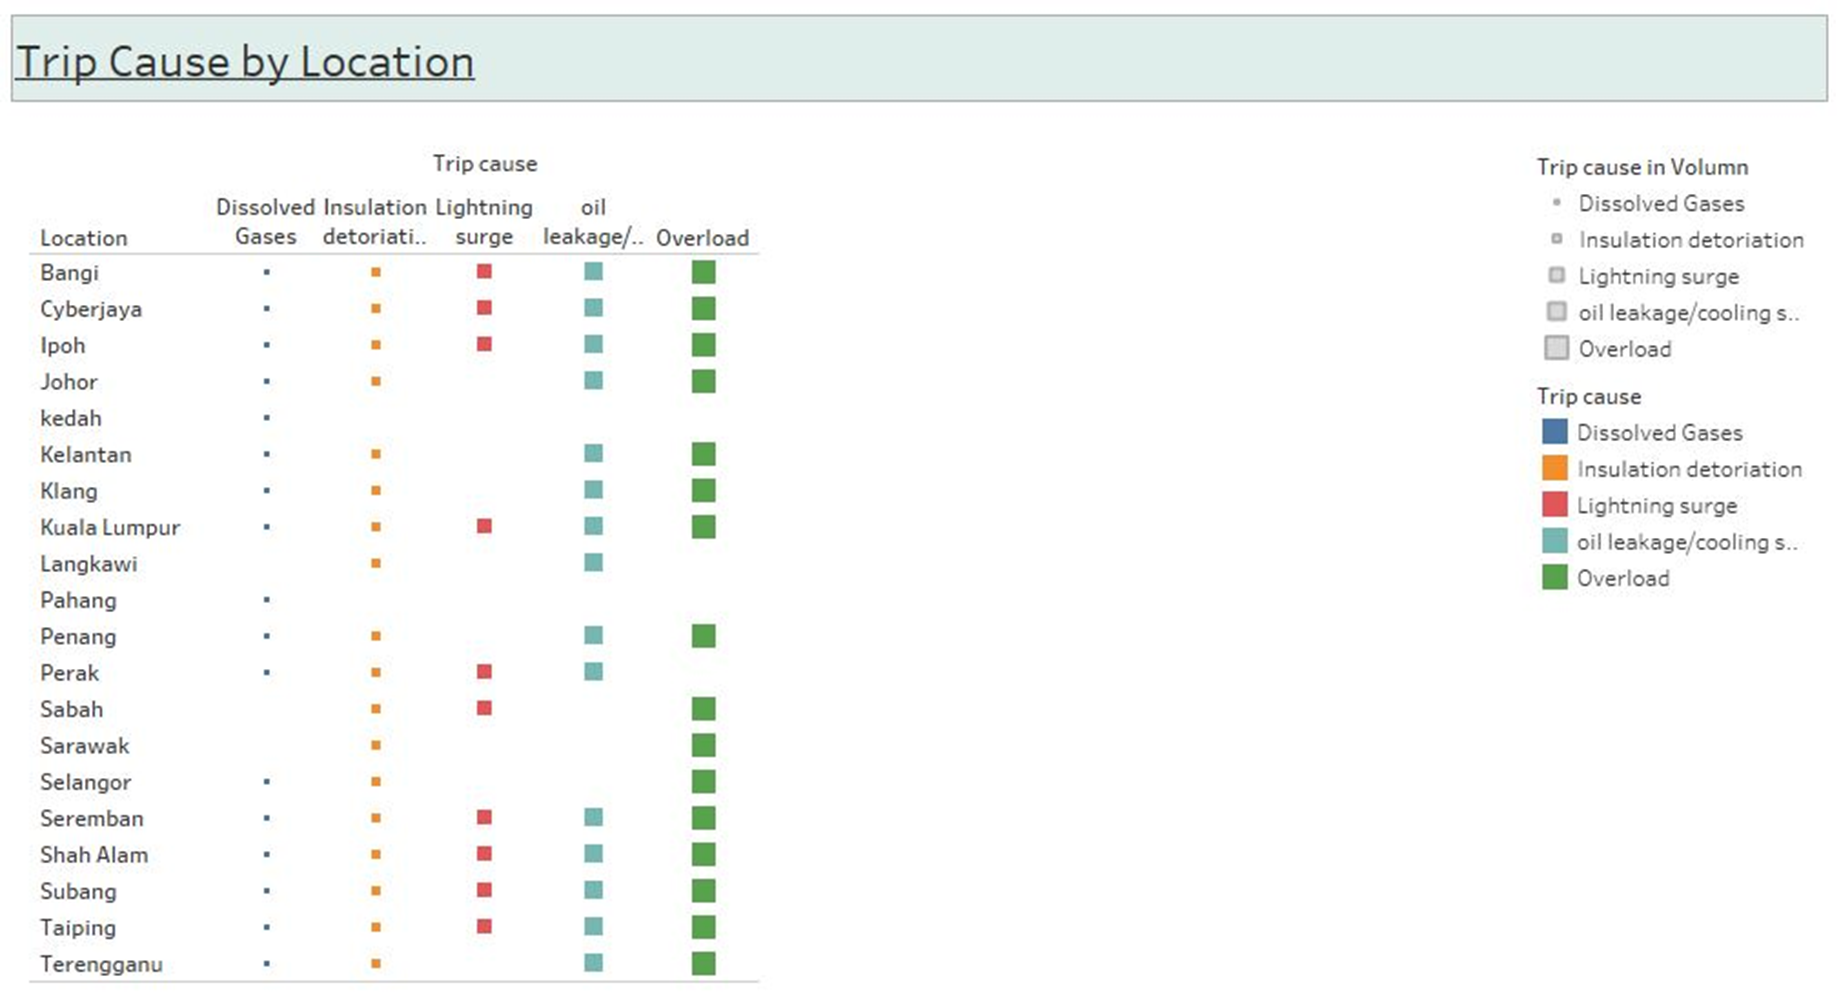 Trip Cause by Location
Trip cause
Dissolved Gases Insulation detoriati.. Lightning surge oil leakage/.. Overload
Location
Bangi
Cyberjaya
Ipoh
Johor
kedah
Kelantan
Klang
Kuala Lumpur
Langkawi
Pahang
Penang
Perak
Sabah
Sarawak
Selangor
Seremban
Shah Alam
Subang
Taiping
Terengganu
Trip cause in Volumn
Dissolved Gases
Insulation detoriation
Lightning surge
oil leakage/cooling s..
Overload
Trip cause
Dissolved Gases
Insulation detoriation
Lightning surge
oil leakage/cooling s..
Overload